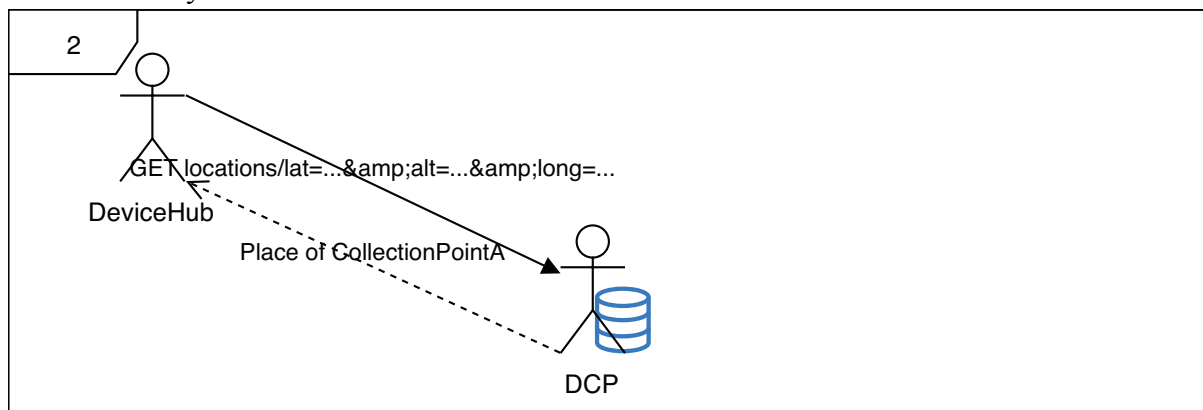 2
GET locations/lat=...&amp;alt=...&amp;long=...
DeviceHub
Place of CollectionPointA
DCP